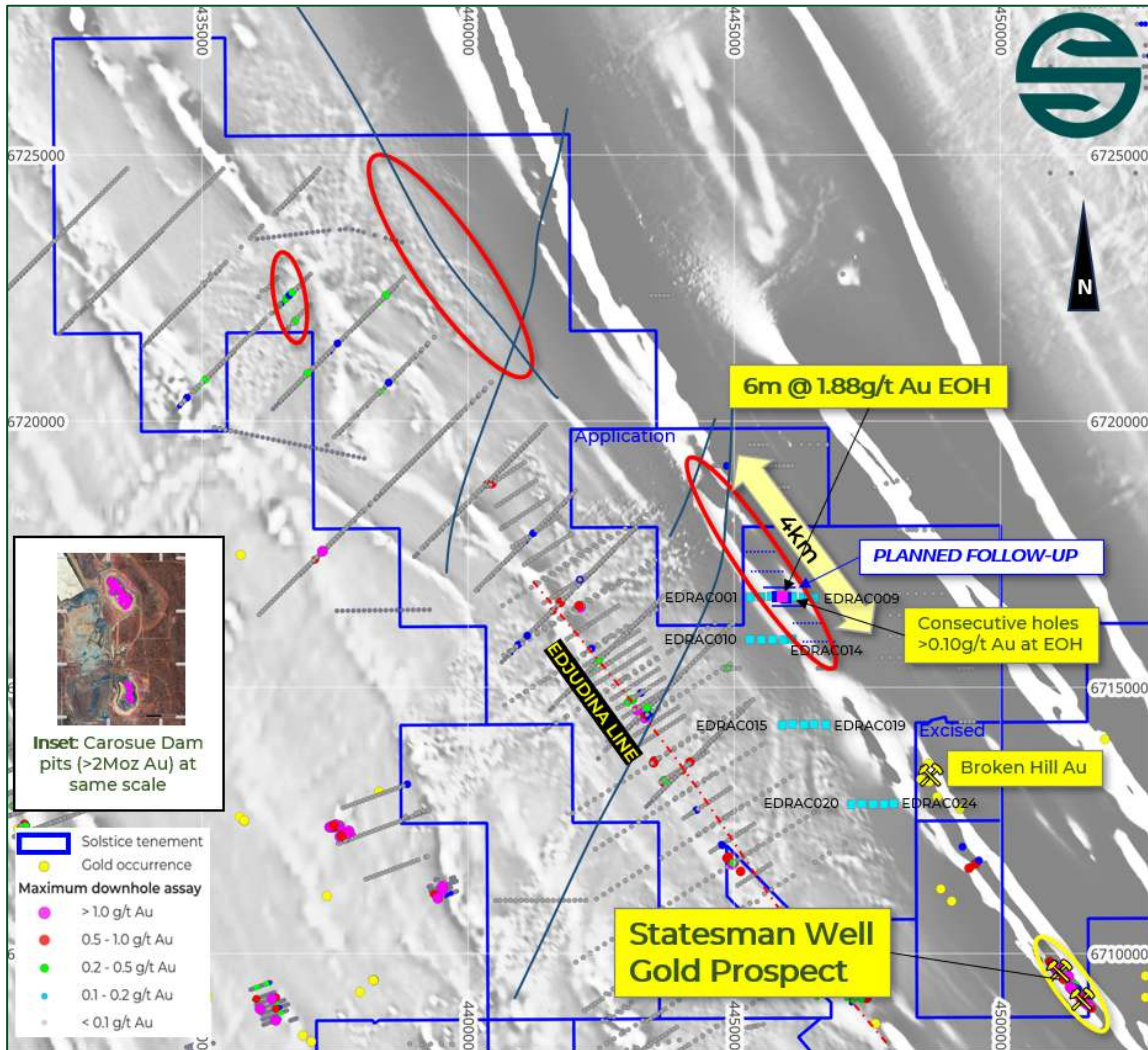 435000
440000
445000
450000
6725000
N
6720000
6720000
6m @ 1.88g/t Au EOH
Application
4km
PLANNED FOLLOW-UP
EDRAC001
EDRAC009
Consecutive holes
>0.10g/t Au at EOH
EDRAC010
EDRAC014
EDJUDINA LINE
6715000
EDRAC015
EDRAC019
Excised
Broken Hill Au
EDRAC020
EDRAC024
Inset: Carosue Dam
pits (>2Moz Au) at
same scale
Solstice tenement
Gold occurrence
Maximum downhole assay
> 1.0 g/t Au
0.5 - 1.0 g/t Au
0.2 - 0.5 g/t Au
0.1 - 0.2 g/t Au
< 0.1 g/t Au
Statesman Well
Gold Prospect
6710000
440000
445000
450000